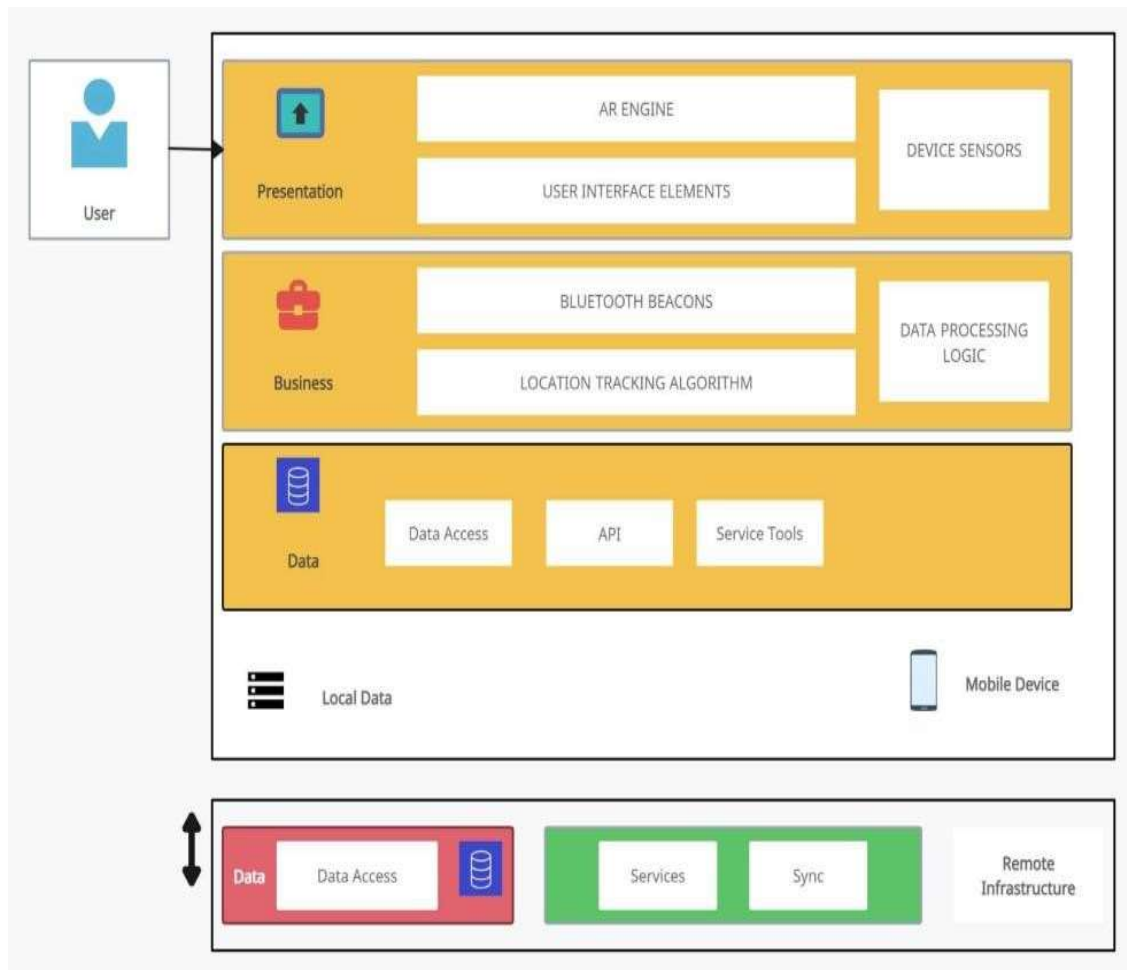 User
Presentation
AR ENGINE
USER INTERFACE ELEMENTS
DEVICE SENSORS
Business
BLUETOOTH BEACONS
LOCATION TRACKING ALGORITHM
DATA PROCESSING
LOGIC
Data
Data Access
API
Service Tools
Local Data
Mobile Device
Data
Data Access
Services
Sync
Remote
Infrastructure